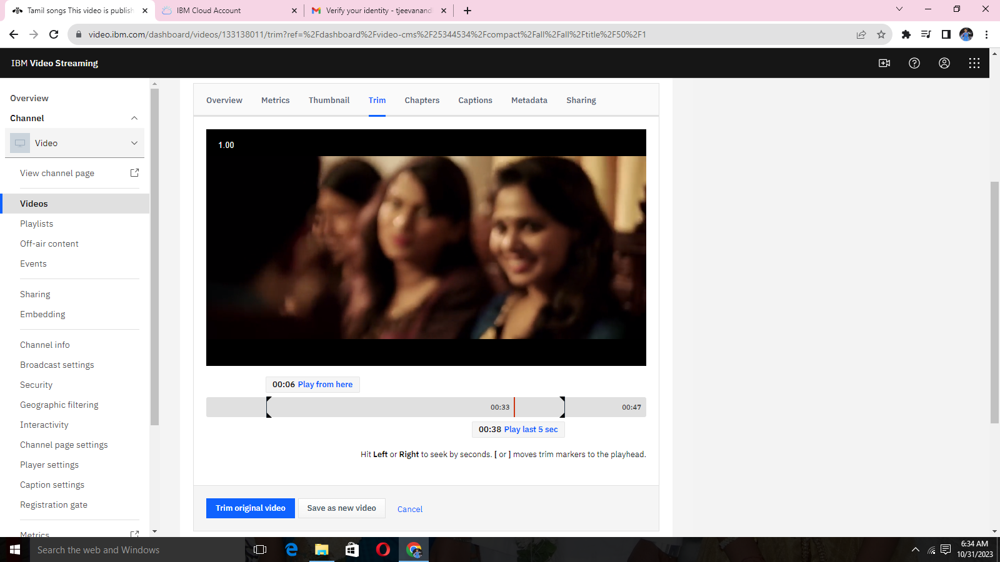 Tamil songs This video is publish
IBM Cloud Account
Verify your identity - tjeevanand
video.ibm.com/dashboard/videos/133138011/trim?ref=%2Fdashboard%2Fvideo-cms%2F25344534%2Fcompact%2Fall%2Fall%2Ftitle%2F50%2F1
IBM Video Streaming
Overview
Channel
Video
View channel page
Videos
Playlists
Off-air content
Events
Sharing
Embedding
Channel info
Broadcast settings
Security
Geographic filtering
Interactivity
Channel page settings
Player settings
Caption settings
Registration gate
Metrics
Overview Metrics Thumbnail Trim Chapters Captions Metadata Sharing
1.00
00:06 Play from here
00:33 00:47
00:38 Play last 5 sec
Hit Left or Right to seek by seconds. [ or ] moves trim markers to the playhead.
Trim original video Save as new video Cancel
Search the web and Windows
6:34 AM
10/31/2023